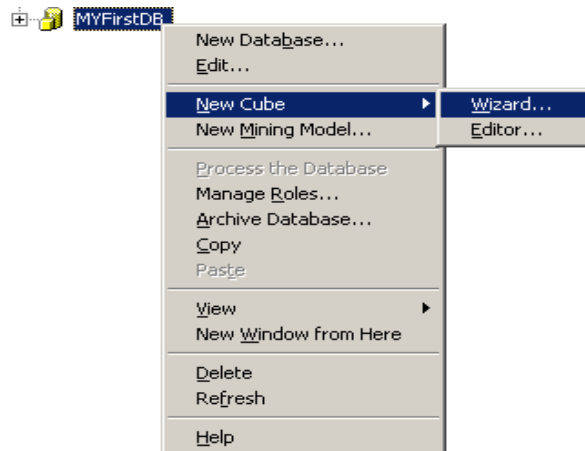 MYFirstDB
New Database...
Edit...
New Cube
Wizard...
New Mining Model...
Editor...
Process the Database
Manage Roles...
Archive Database...
Copy
Paste
View
New Window from Here
Delete
Refresh
Help